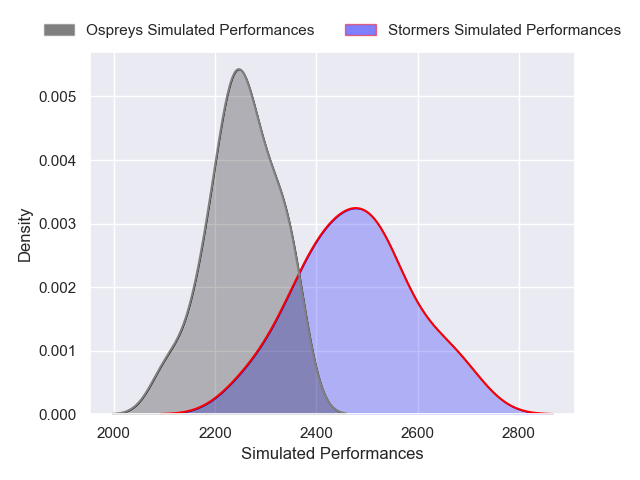 Ospreys Simulated Performances Stormers Simulated Performances
0.005
0.004
0.003
0.002
0.001
0.000
Density
2000 2200 2400 2600 2800
Simulated Performances